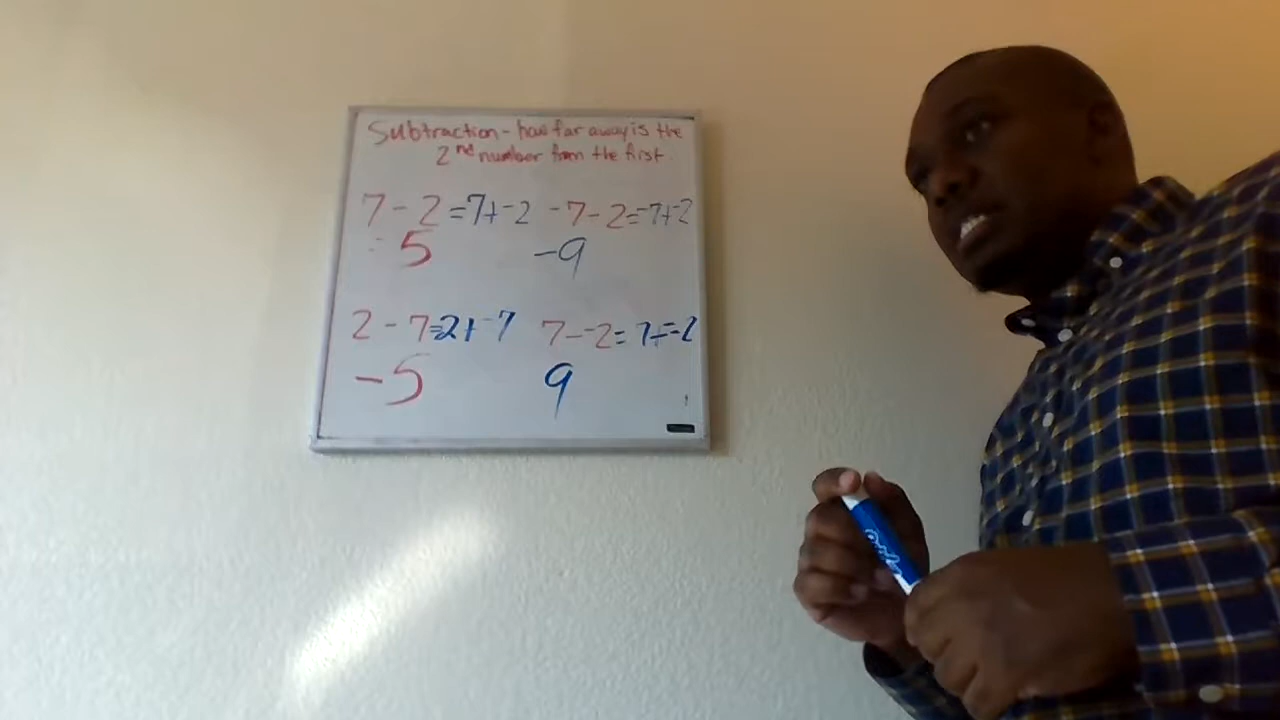 Subtraction - how far away is the
2nd number from the first.
7 - 2 = 7 + -2
= 5
-7 - 2 = -7 + -2
-9
2 - 7 = 2 + -7
-5
7 - -2 = 7 + - -2
9